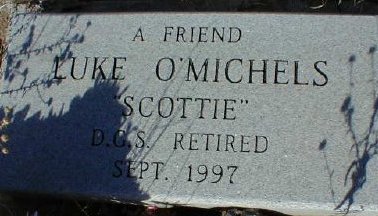 A FRIEND
LUKE O'MICHELS
"SCOTTIE"
D.G.S. RETIRED
SEPT. 1997